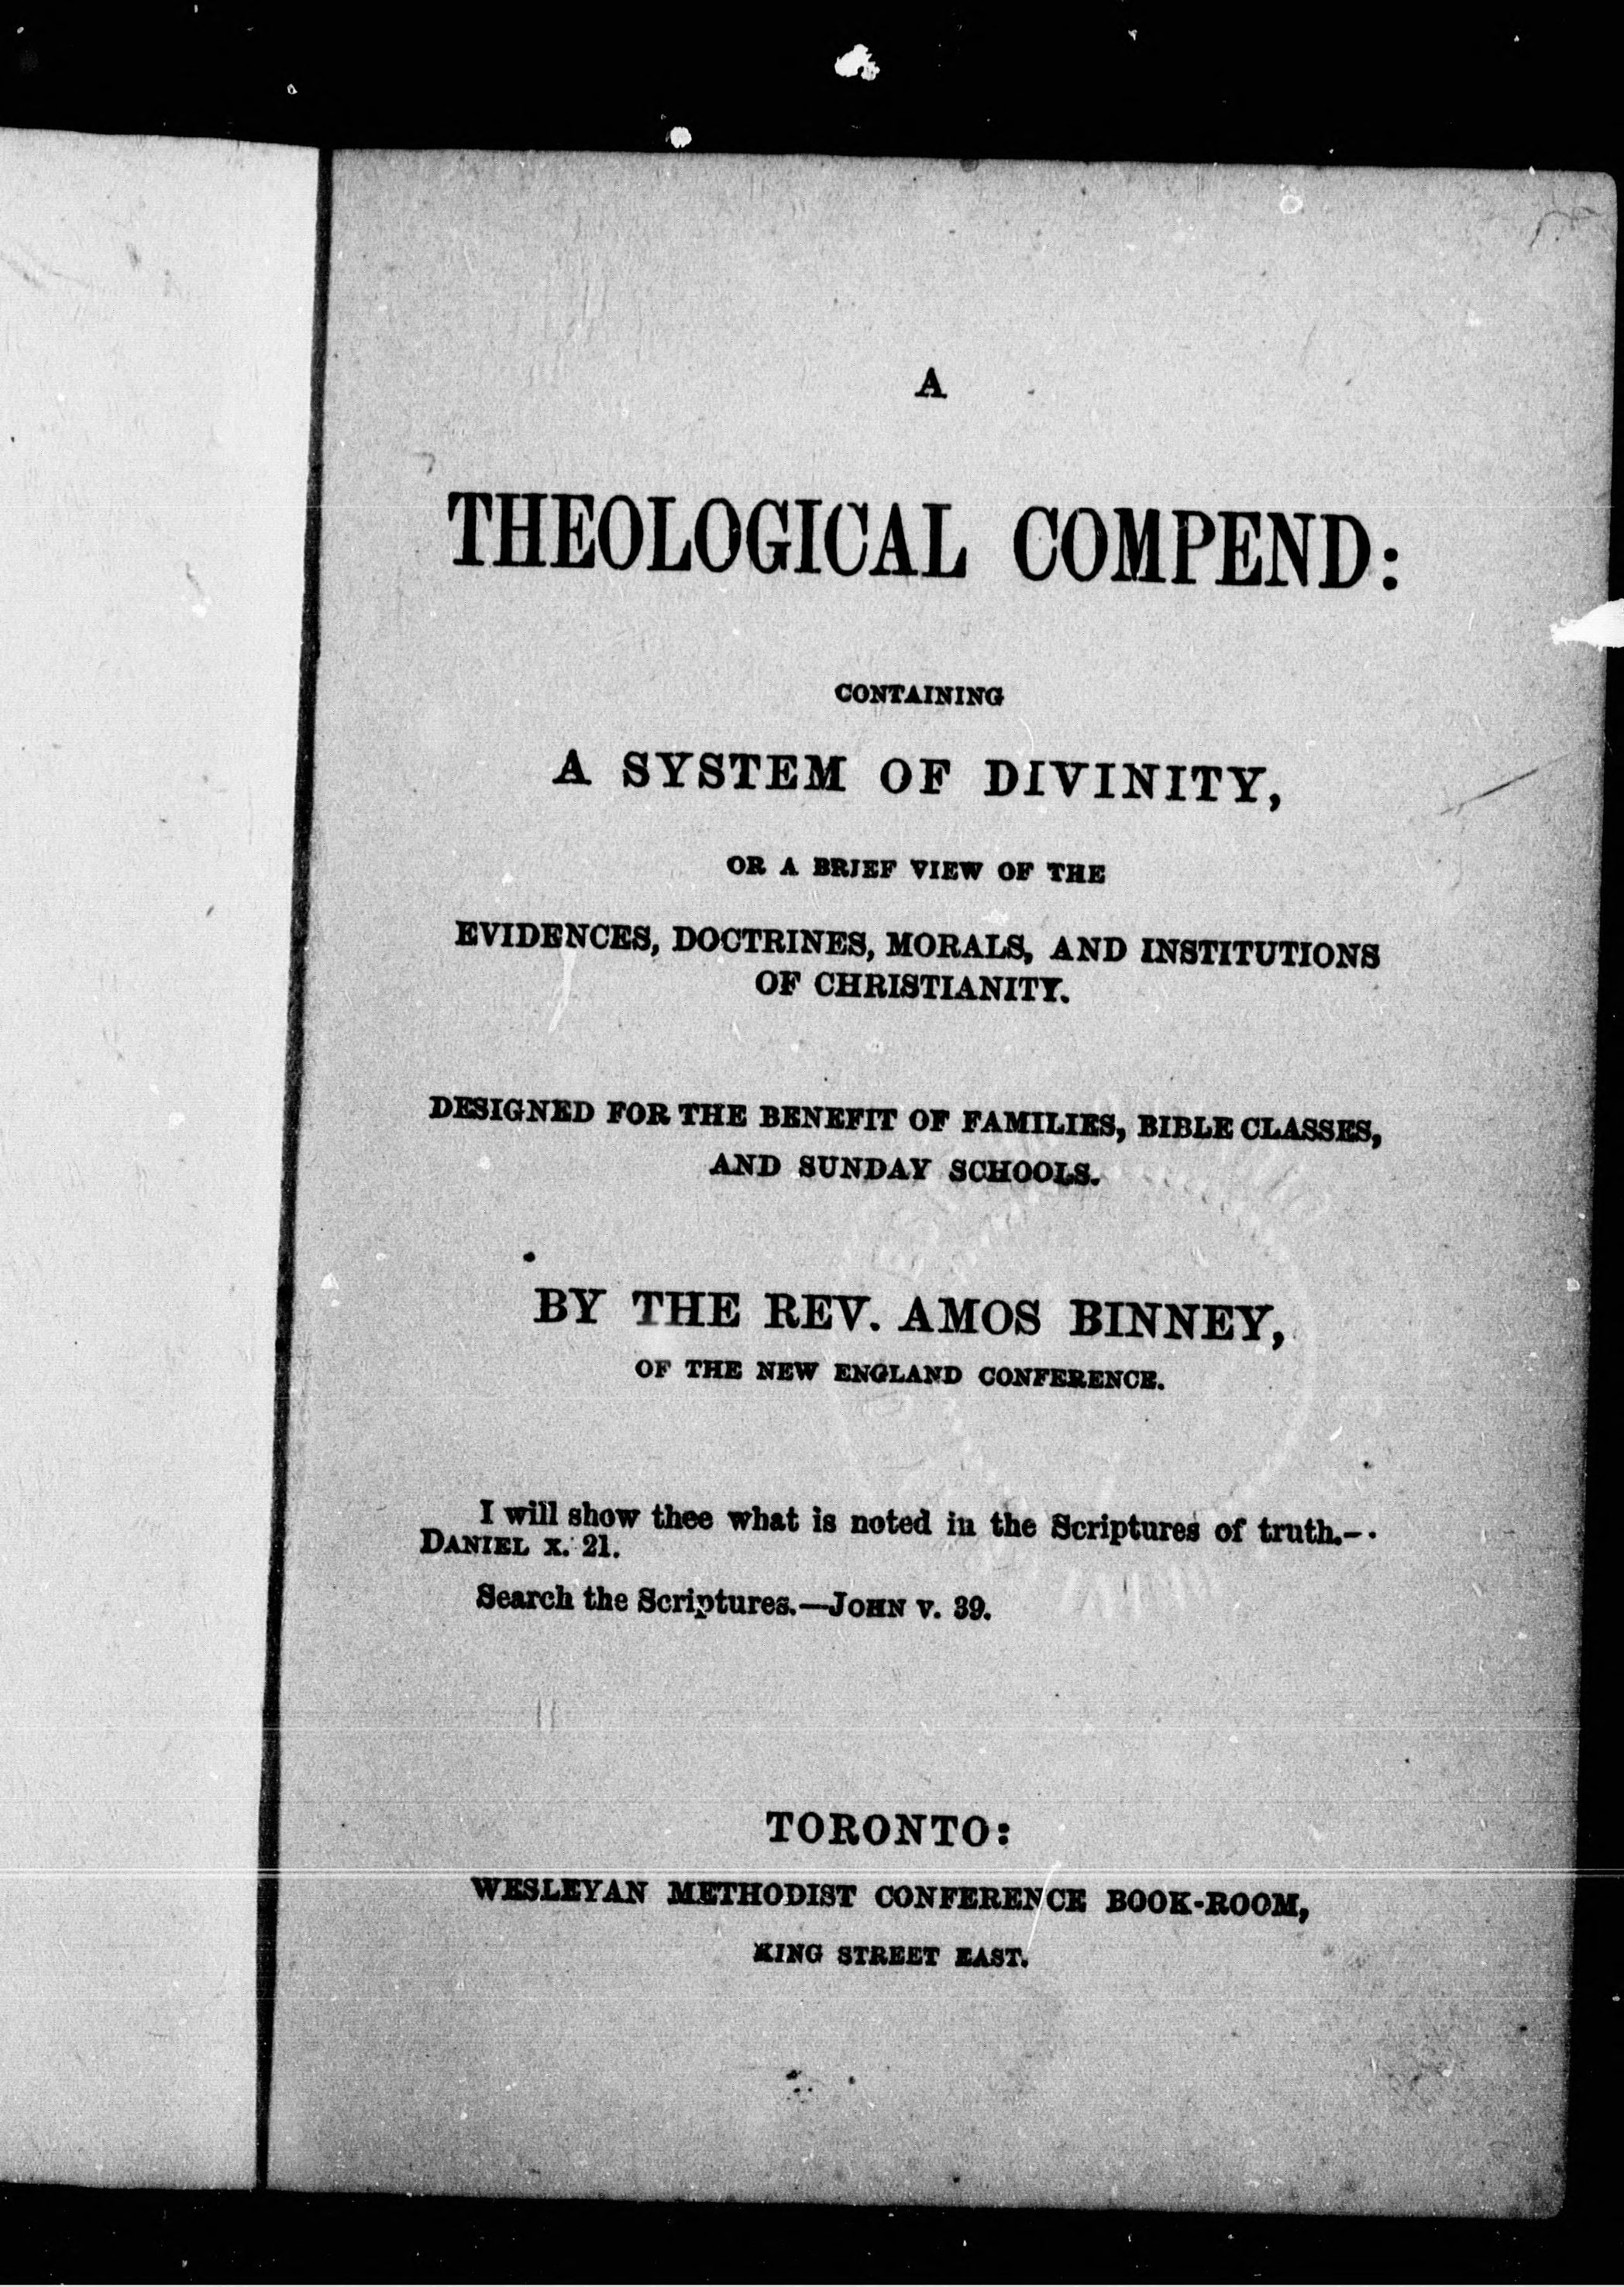 A
THEOLOGICAL COMPEND:
CONTAINING
A SYSTEM OF DIVINITY,
OR A BRIEF VIEW OF THE
EVIDENCES, DOCTRINES, MORALS, AND INSTITUTIONS
OF CHRISTIANITY.
DESIGNED FOR THE BENEFIT OF FAMILIES, BIBLE CLASSES,
AND SUNDAY SCHOOLS.
BY THE REV. AMOS BINNEY,
OF THE NEW ENGLAND CONFERENCE.
I will show thee what is noted in the Scriptures of truth.—
DANIEL X. 21.
Search the Scriptures.—JOHN V. 39.
TORONTO:
WESLEYAN METHODIST CONFERENCE BOOK-ROOM,
KING STREET EAST.